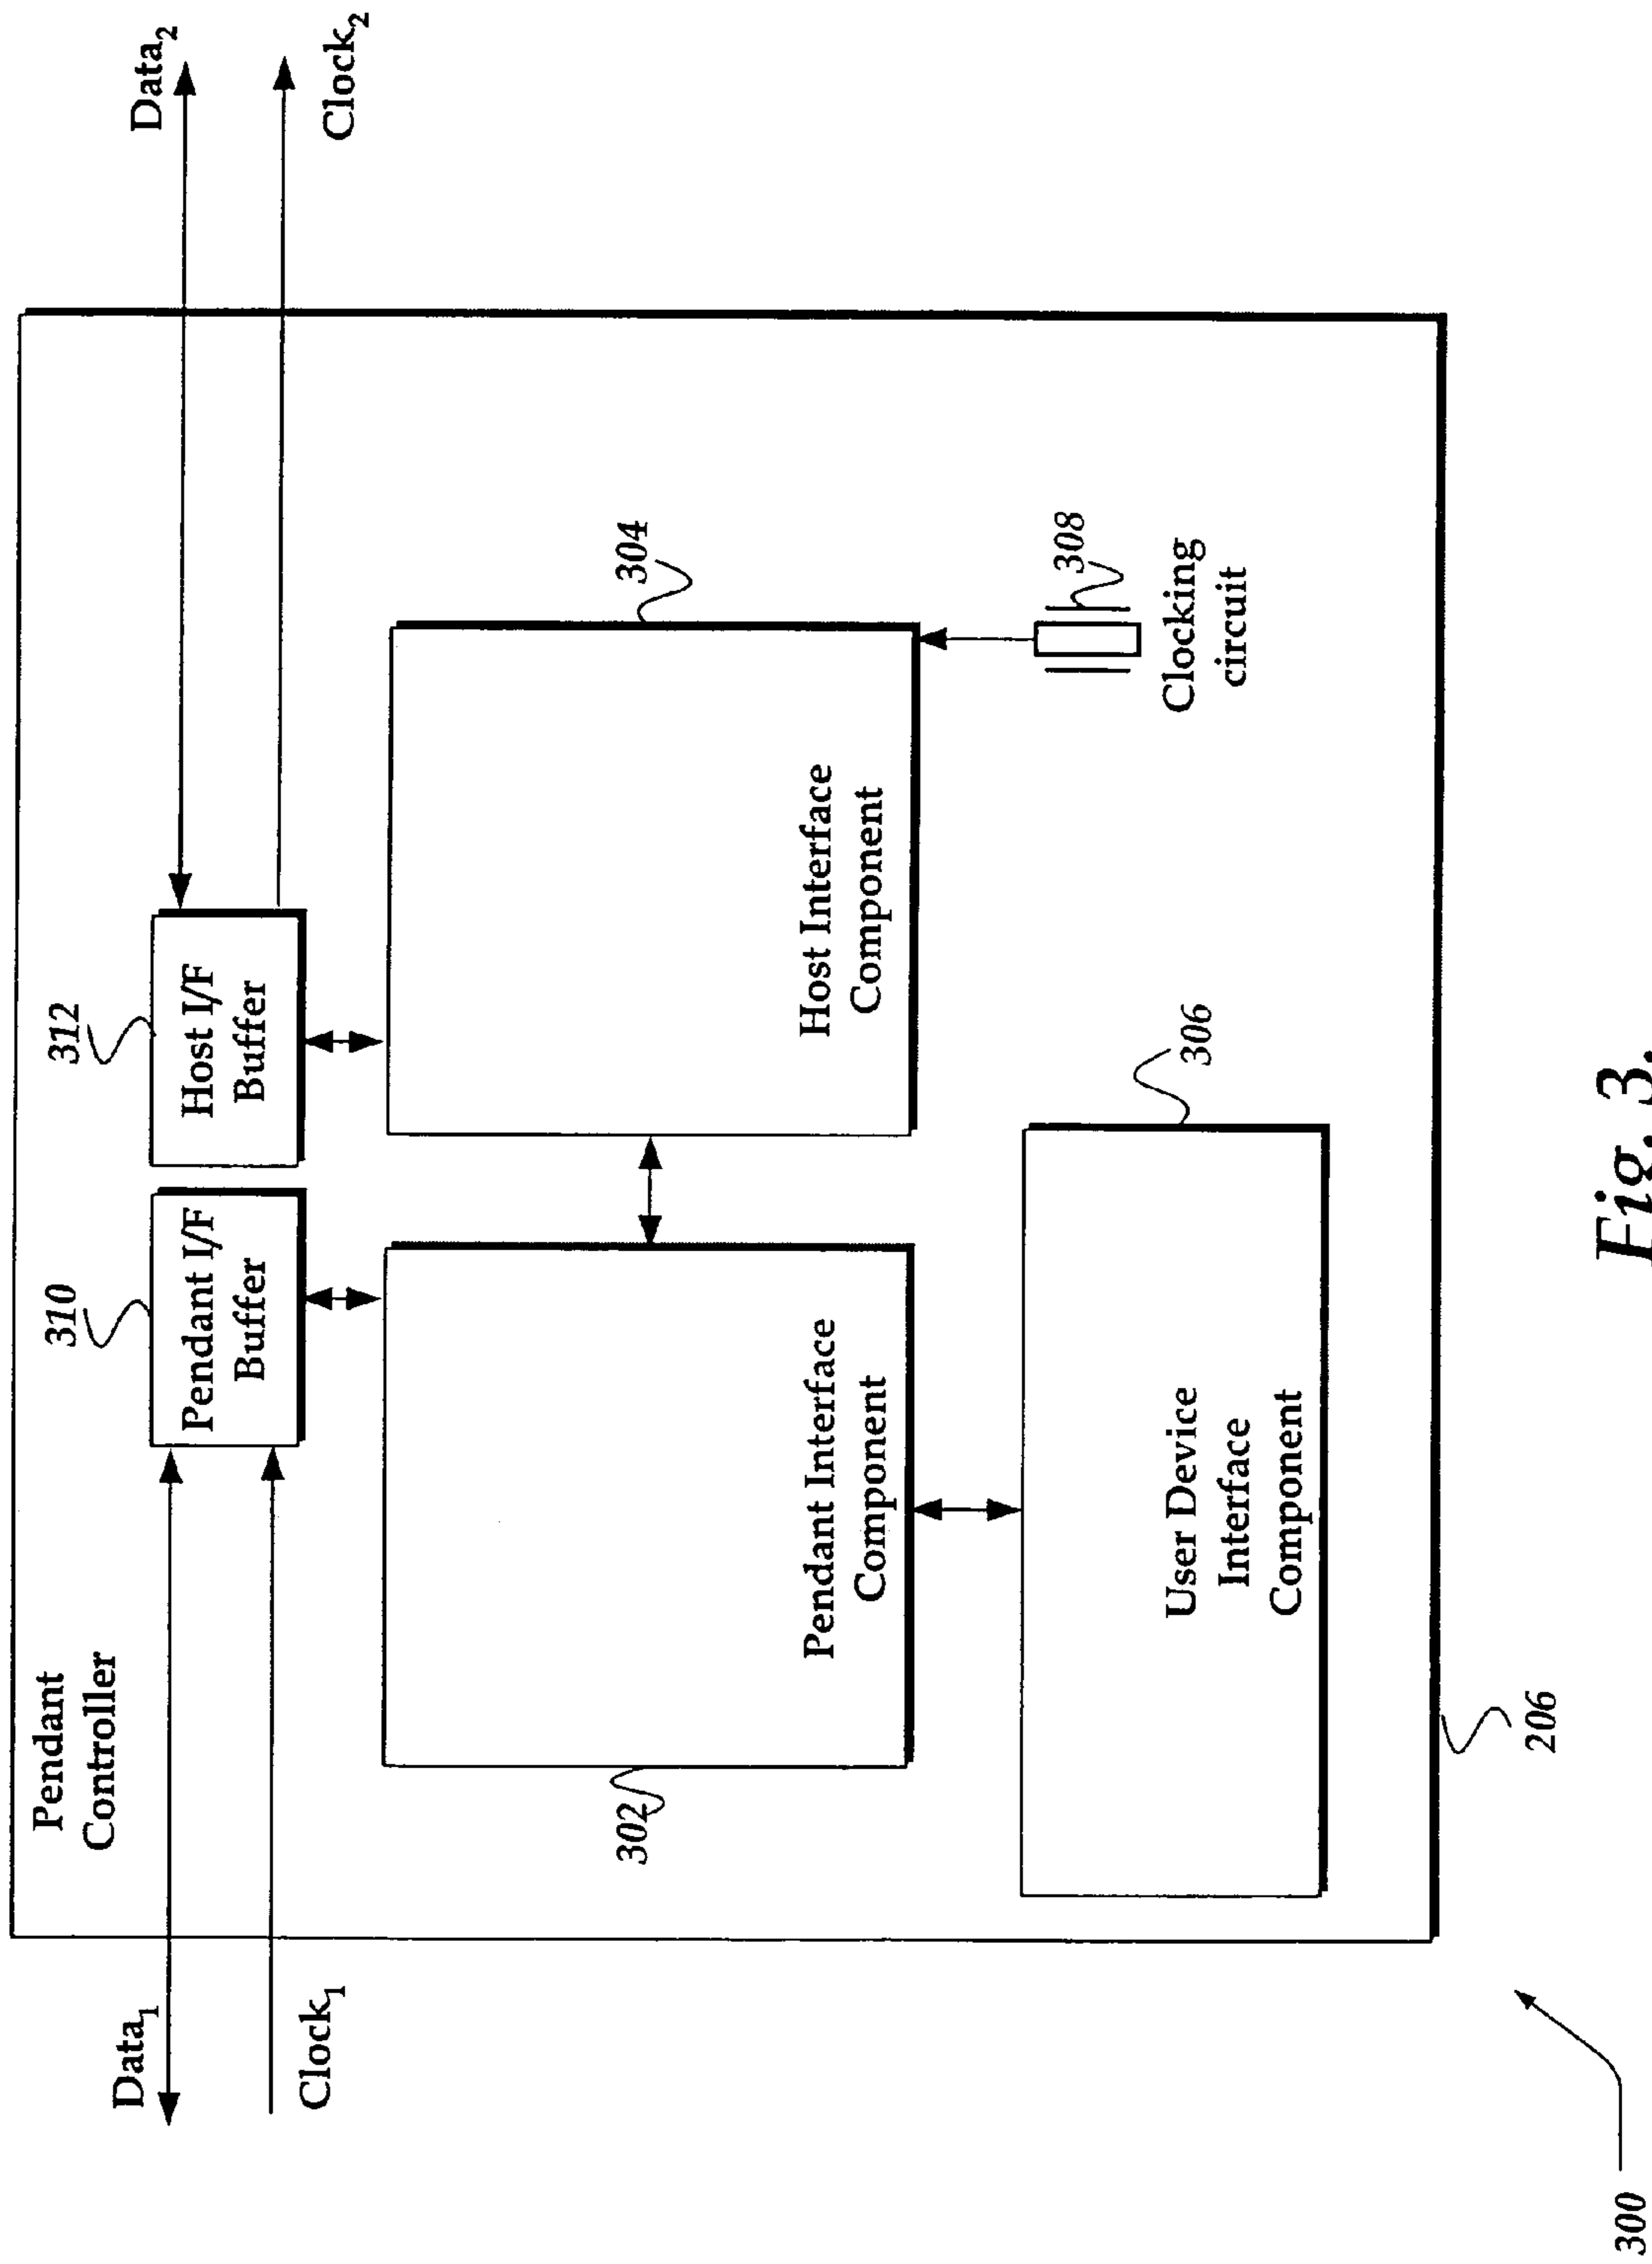 Pendant
Controller
Data₁
Clock₁
310
Pendant I/F
Buffer
312
Host I/F
Buffer
Data₂
Clock₂
302
Pendant Interface
Component
304
Host Interface
Component
308
Clocking
circuit
User Device
Interface
Component
306
206
300
Fig. 3.